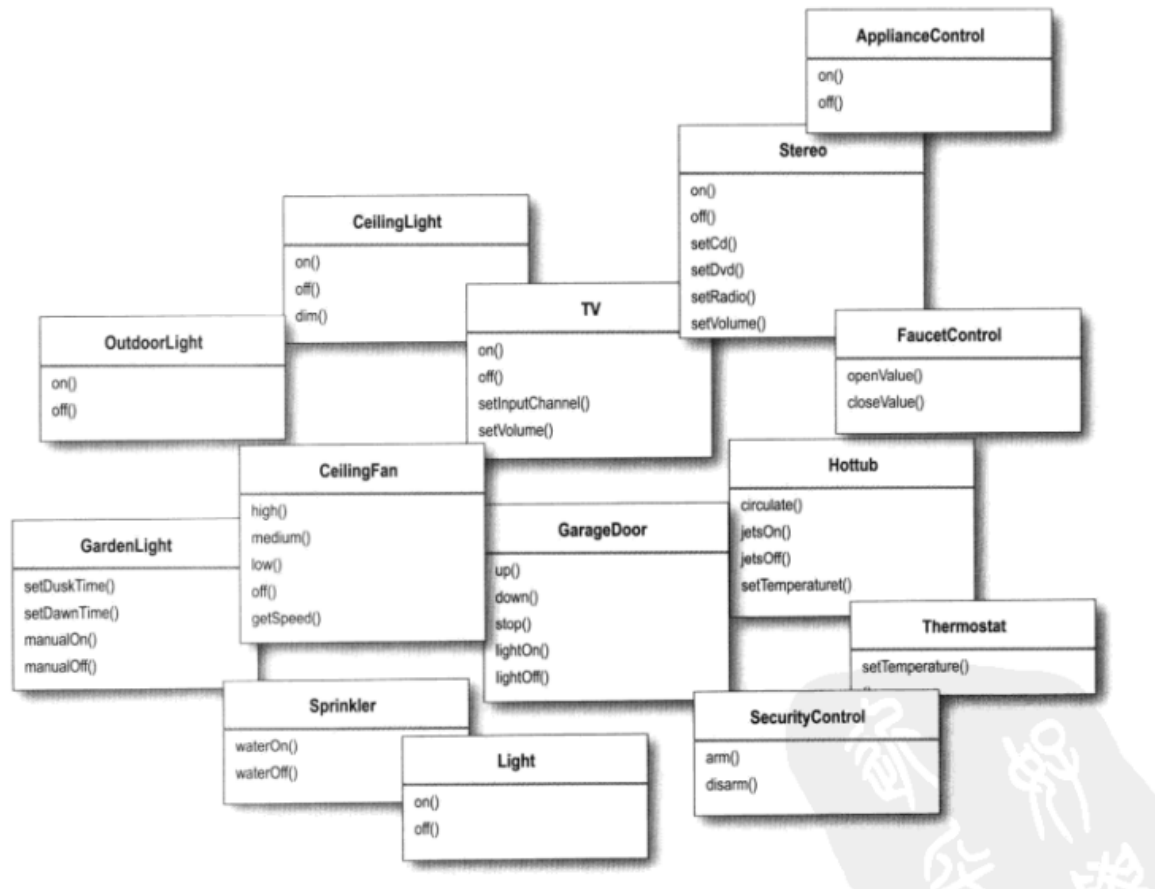 ApplianceControl
on()
off()
Stereo
on()
off()
setCd()
setDvd()
setRadio()
setVolume()
CeilingLight
on()
off()
dim()
TV
on()
off()
setInputChannel()
setVolume()
OutdoorLight
on()
off()
FaucetControl
openValue()
closeValue()
CeilingFan
high()
medium()
low()
off()
getSpeed()
Hottub
circulate()
jetsOn()
jetsOff()
setTemperaturet()
GardenLight
setDuskTime()
setDawnTime()
manualOn()
manualOff()
GarageDoor
up()
down()
stop()
lightOn()
lightOff()
Thermostat
setTemperature()
Sprinkler
waterOn()
waterOff()
SecurityControl
arm()
disarm()
Light
on()
off()